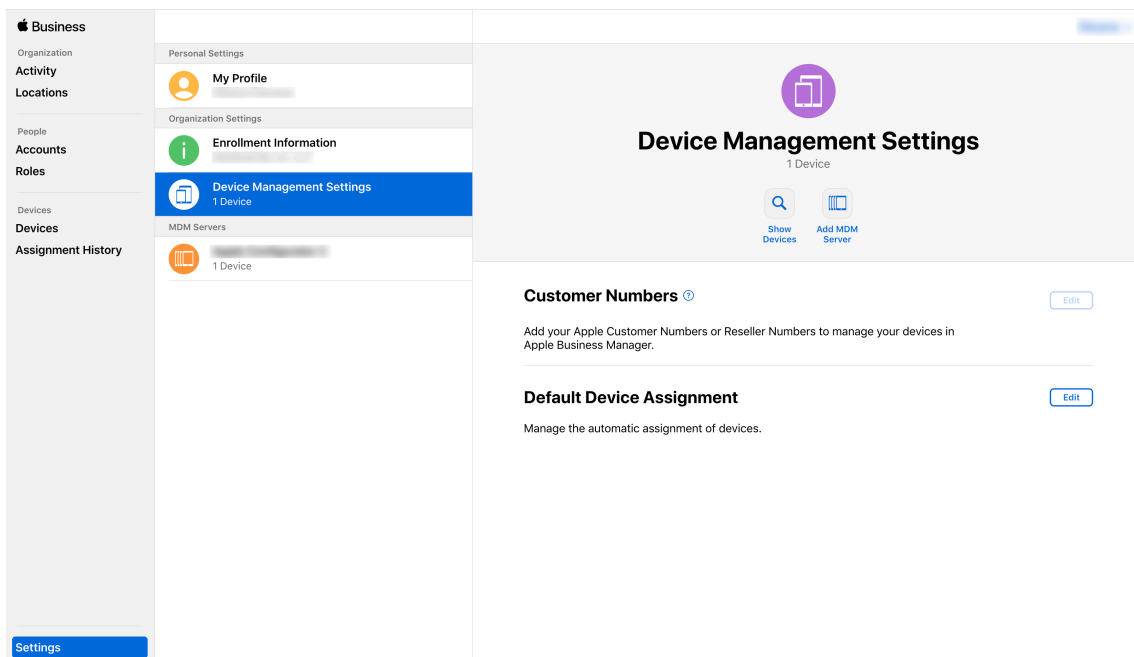 Business
Organization
Activity
Locations
People
Accounts
Roles
Devices
Devices
Assignment History
Settings
Personal Settings
My Profile
Organization Settings
Enrollment Information
Device Management Settings
1 Device
MDM Servers
1 Device
Device Management Settings
1 Device
Show
Devices
Add MDM
Server
Customer Numbers ?
Edit
Add your Apple Customer Numbers or Reseller Numbers to manage your devices in
Apple Business Manager.
Default Device Assignment
Edit
Manage the automatic assignment of devices.